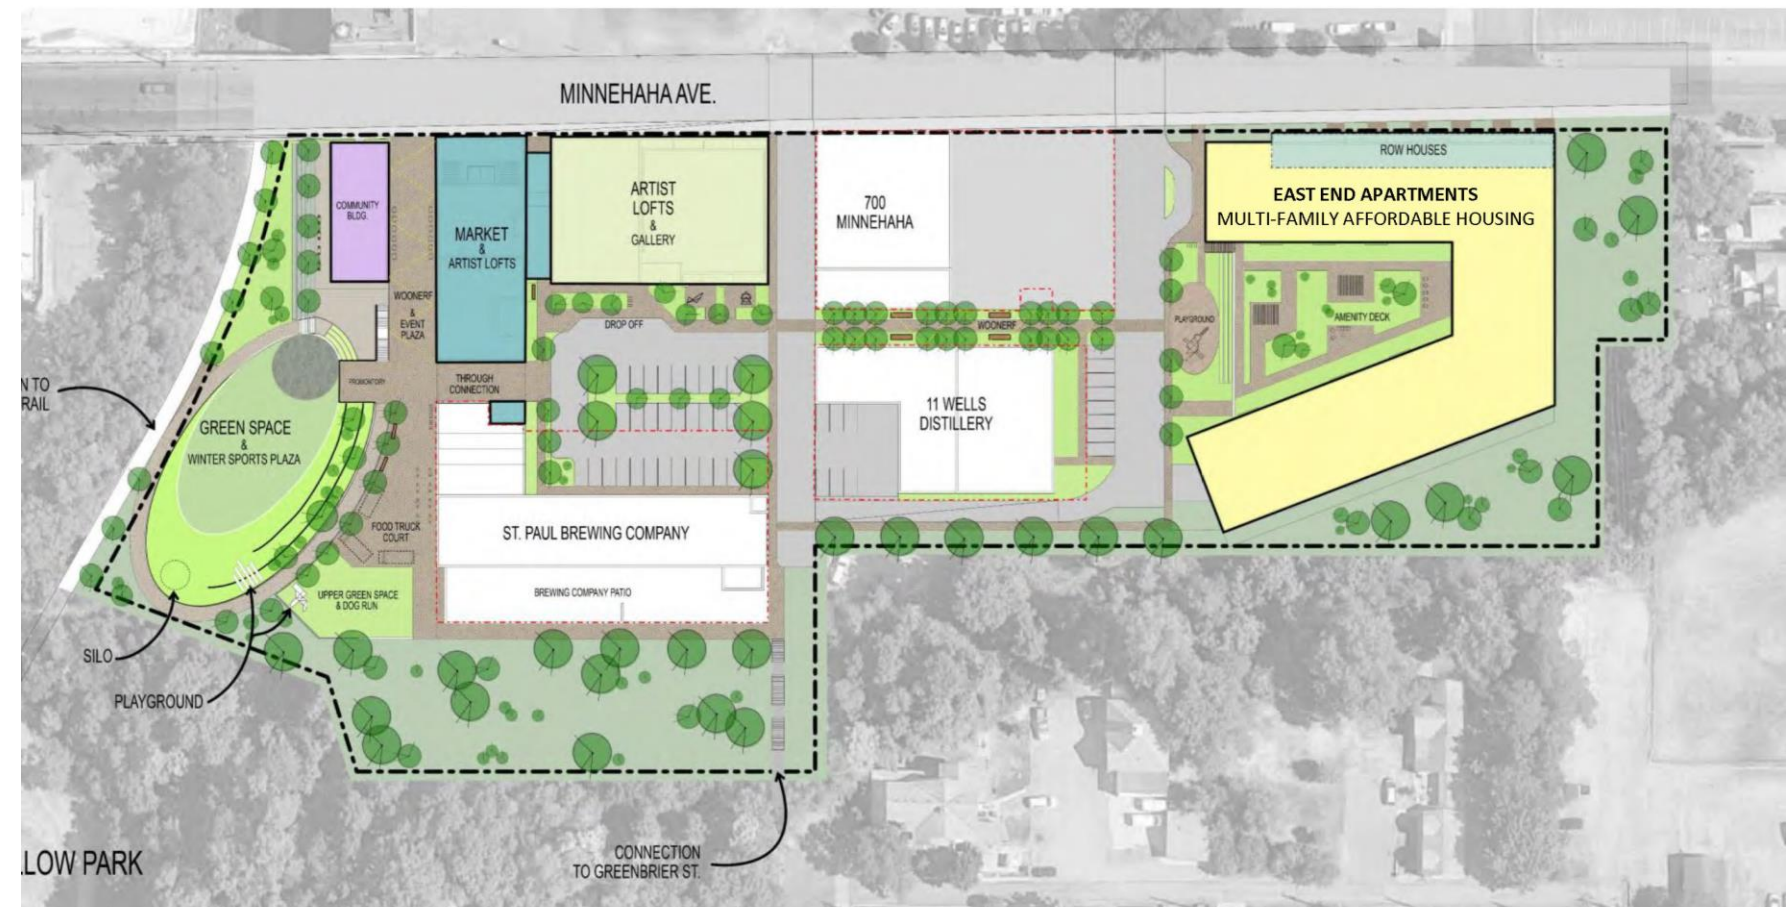 MINNEHAHA AVE.
ROW HOUSES
EAST END APARTMENTS
MULTI-FAMILY AFFORDABLE HOUSING
COMMUNITY
BLDG.
MARKET
&
ARTIST LOFTS
ARTIST
LOFTS
&
GALLERY
700
MINNEHAHA
WOONERF
&
EVENT
PLAZA
DROP OFF
WOONERF
PLAYGROUND
AMENITY DECK
N TO
RAIL
PROMONTORY
THROUGH
CONNECTION
GREEN SPACE
&
WINTER SPORTS PLAZA
11 WELLS
DISTILLERY
FOOD TRUCK
COURT
ST. PAUL BREWING COMPANY
BREWING COMPANY PATIO
UPPER GREEN SPACE
& DOG RUN
SILO
PLAYGROUND
CONNECTION
TO GREENBRIER ST.
LLOW PARK